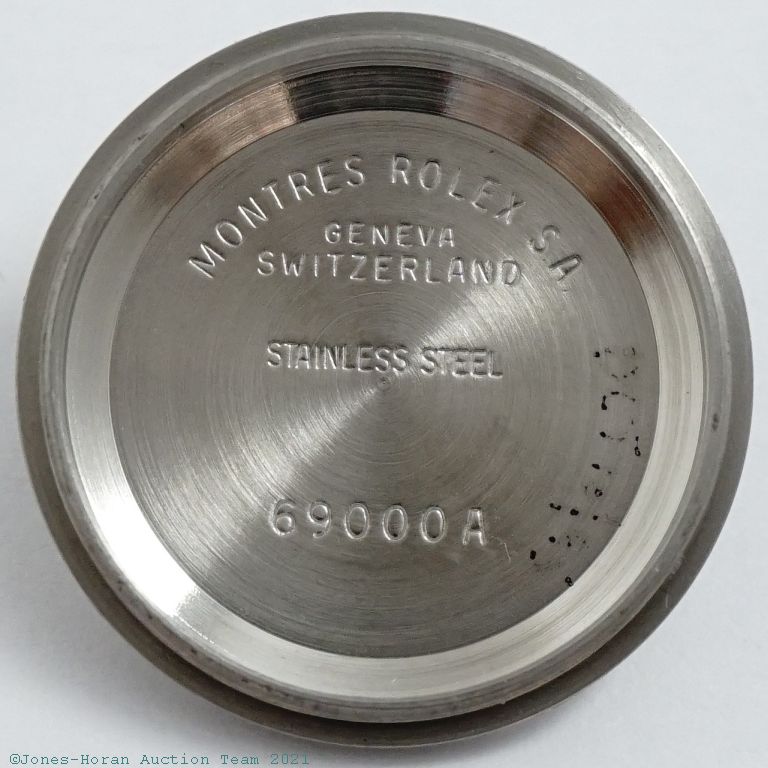 MONTRES ROLEX S.A.
GENEVA
SWITZERLAND
STAINLESS STEEL
69000A
©Jones-Horan Auction Team 2021